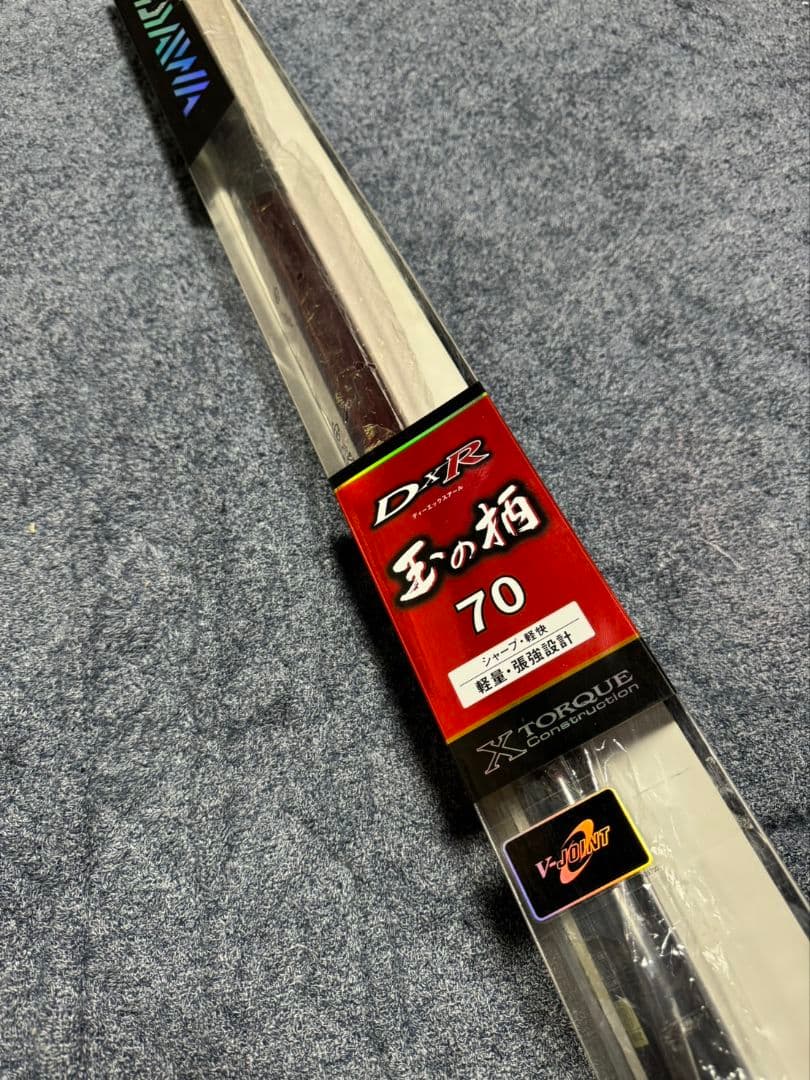 DAIWA
DXR
ディーエックスアール
玉の柄
70
シャープ・軽快
軽量・張強設計
X TORQUE
Construction
V-JOINT